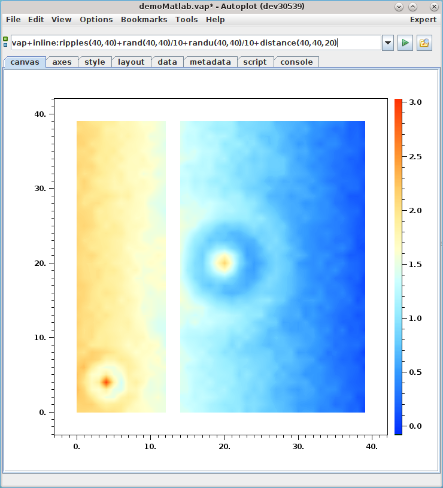 demoMatlab.vap* - Autoplot (dev30539)
File Edit View Options Bookmarks Tools Help Expert
vap+inline:ripples(40,40)+rand(40,40)/10+randu(40,40)/10+distance(40,40,20)
canvas axes style layout data metadata script console
40.
30.
20.
10.
0.
0. 10. 20. 30. 40.
3.0
2.5
2.0
1.5
1.0
0.5
0.0